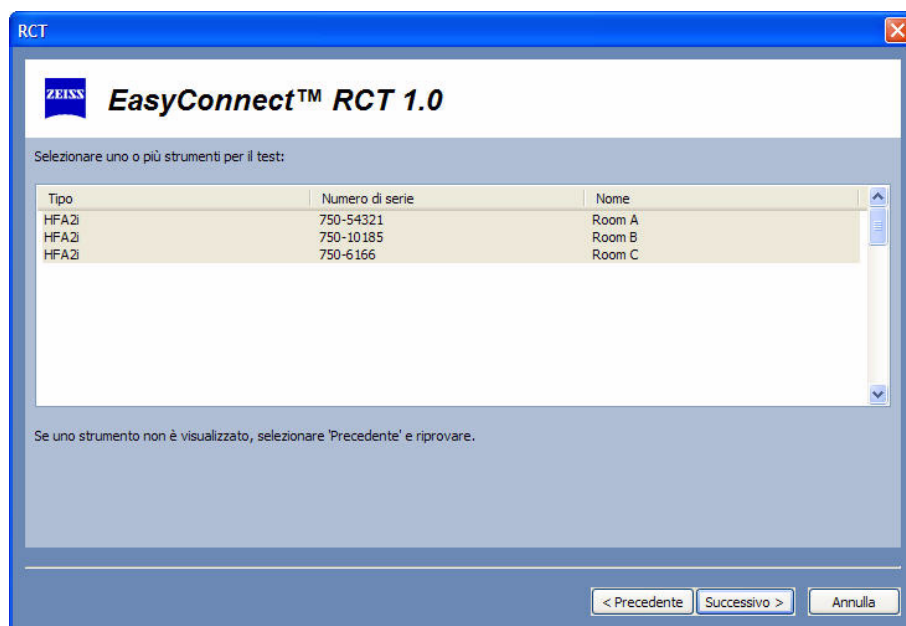 RCT
ZEISS
EasyConnect™ RCT 1.0
Selezionare uno o più strumenti per il test:
Tipo Numero di serie Nome
HFA2i 750-54321 Room A
HFA2i 750-10185 Room B
HFA2i 750-6166 Room C
Se uno strumento non è visualizzato, selezionare 'Precedente' e riprovare.
< Precedente Successivo > Annulla